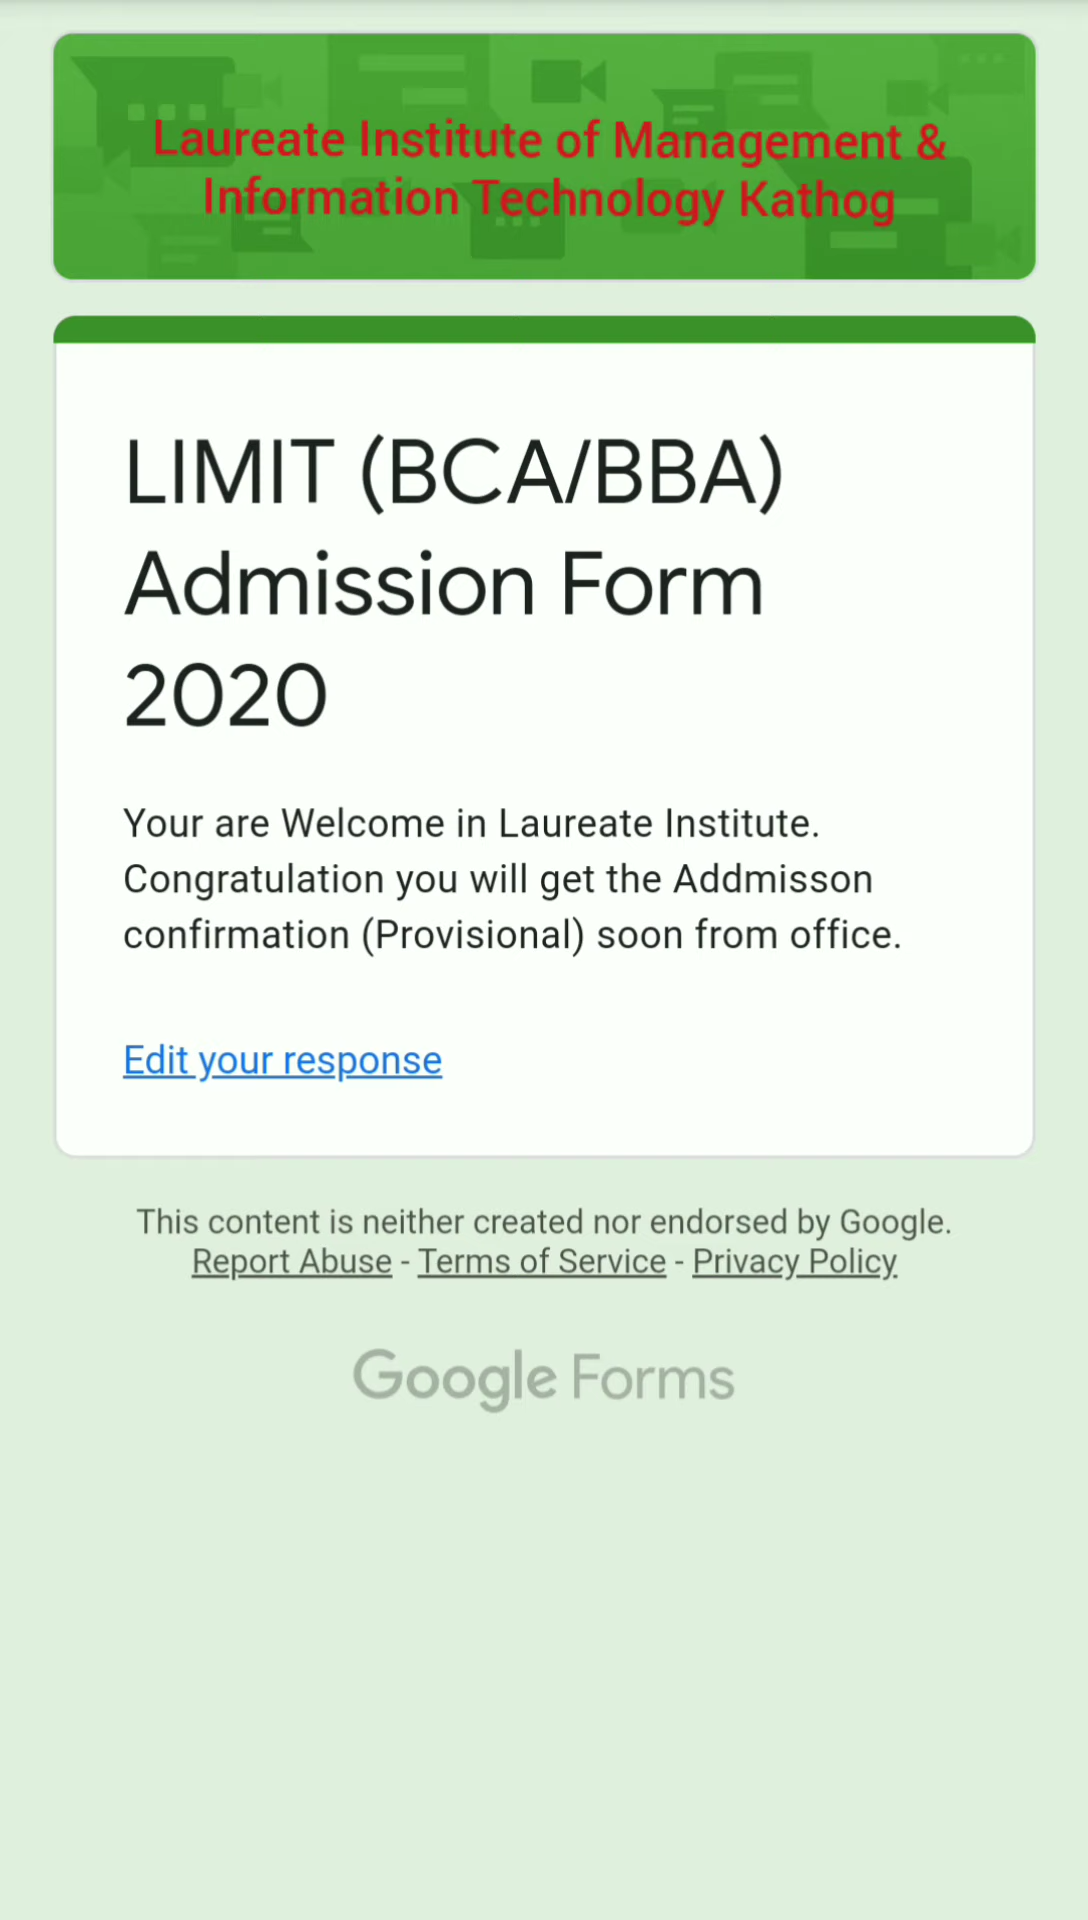 Laureate Institute of Management &
Information Technology Kathog
LIMIT (BCA/BBA)
Admission Form
2020
Your are Welcome in Laureate Institute.
Congratulation you will get the Addmisson
confirmation (Provisional) soon from office.
Edit your response
This content is neither created nor endorsed by Google.
Report Abuse - Terms of Service - Privacy Policy
Google Forms